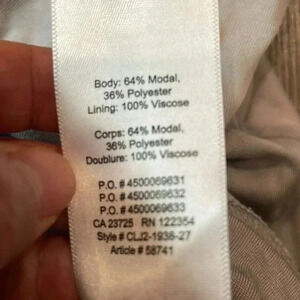 Body: 64% Modal,
36% Polyester
Lining: 100% Viscose
Corps: 64% Modal,
36% Polyester
Doublure: 100% Viscose
P.O. # 4500069631
P.O. # 4500069632
P.O. # 4500069633
CA 23725 RN 122354
Style # CLJ2-1938-27
Article # 58741